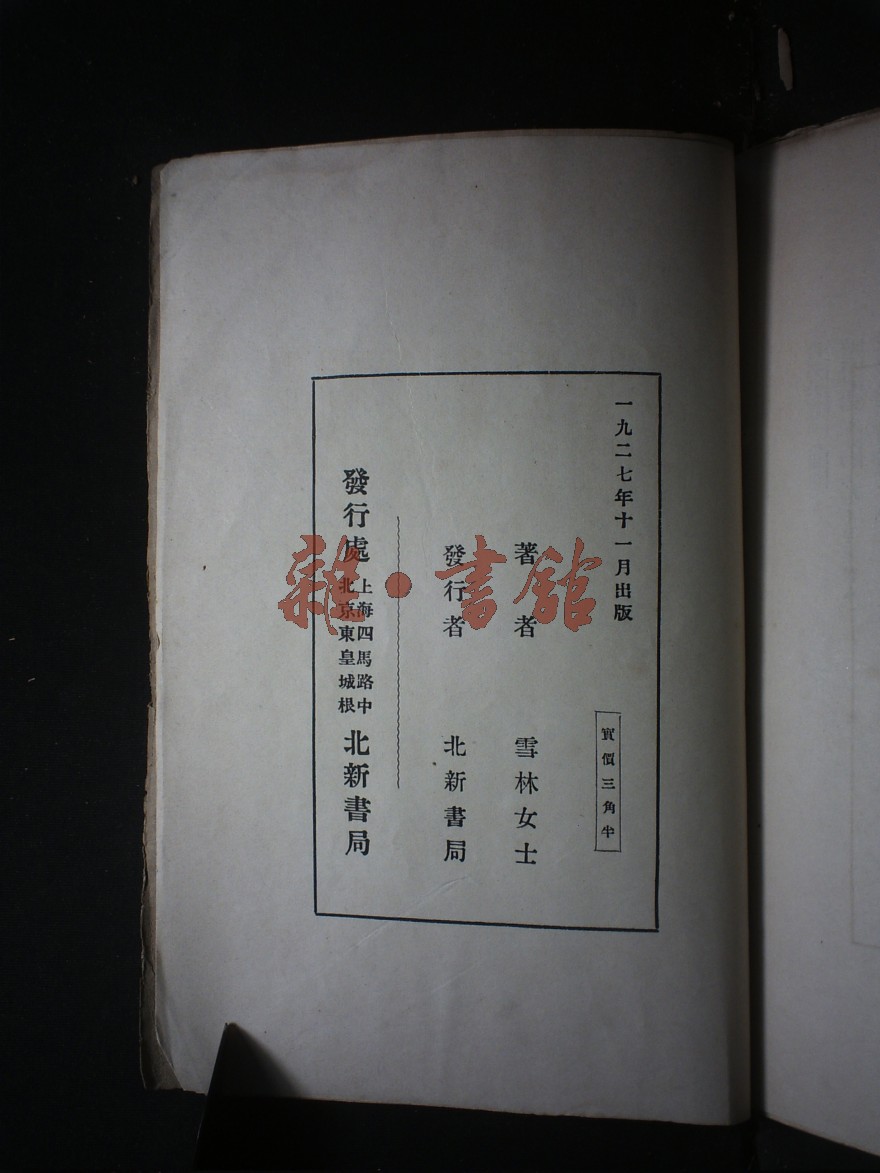 一九二七年十一月出版
實價三角半
著者 雪林女士
發行者 北新書局
發行處 上海四馬路中 北京東皇城根 北新書局
雜·書館